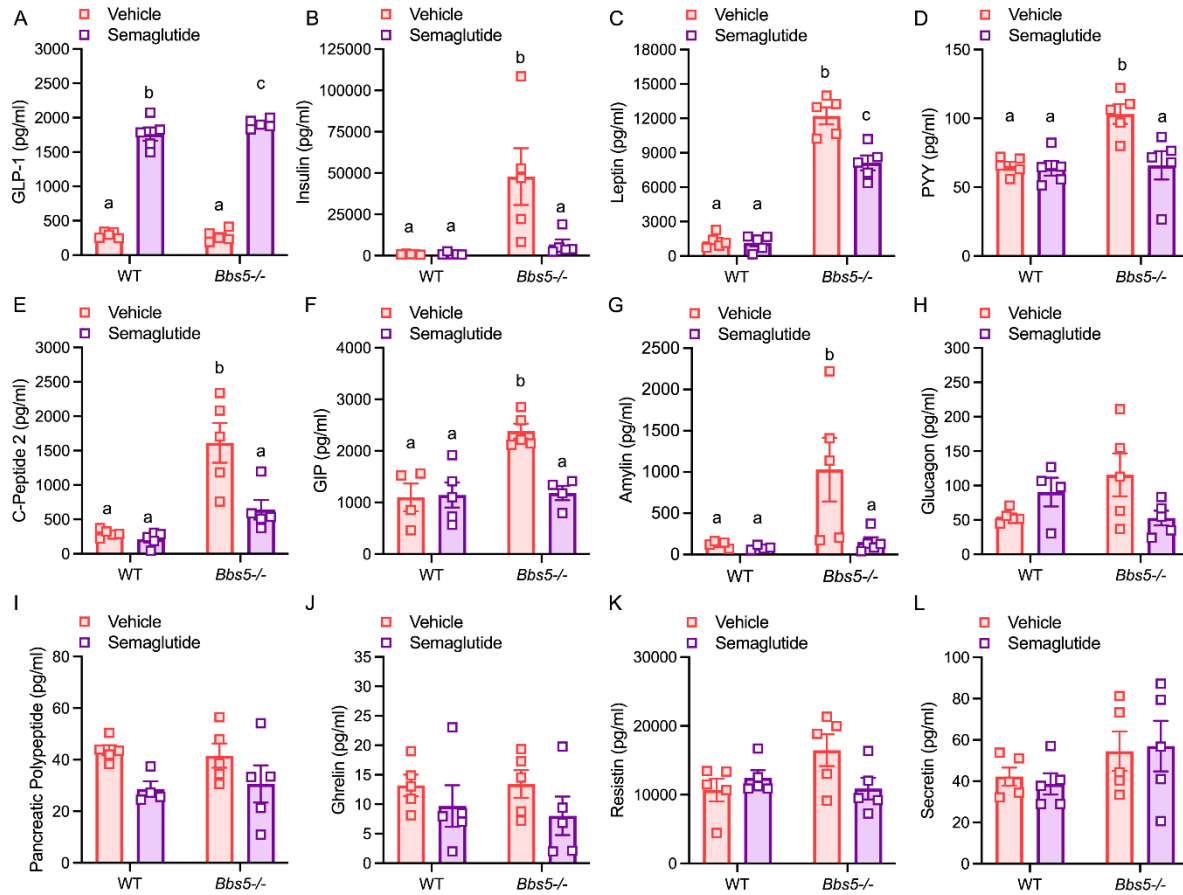 A
Vehicle
Semaglutide
3000
2500
2000
1500
1000
500
0
GLP-1 (pg/ml)
a
b
a
c
WT
Bbs5-/-
B
Vehicle
Semaglutide
125000
100000
75000
50000
25000
0
Insulin (pg/ml)
a
a
b
a
WT
Bbs5-/-
C
Vehicle
Semaglutide
18000
15000
12000
9000
6000
3000
0
Leptin (pg/ml)
a
a
b
c
WT
Bbs5-/-
D
Vehicle
Semaglutide
150
100
50
0
PYY (pg/ml)
a
a
b
a
WT
Bbs5-/-
E
Vehicle
Semaglutide
3000
2500
2000
1500
1000
500
0
C-Peptide 2 (pg/ml)
a
a
b
a
WT
Bbs5-/-
F
Vehicle
Semaglutide
4000
3000
2000
1000
0
GIP (pg/ml)
a
a
b
a
WT
Bbs5-/-
G
Vehicle
Semaglutide
2500
2000
1500
1000
500
0
Amylin (pg/ml)
a
a
b
a
WT
Bbs5-/-
H
Vehicle
Semaglutide
300
250
200
150
100
50
0
Glucagon (pg/ml)
WT
Bbs5-/-
I
Vehicle
Semaglutide
80
60
40
20
0
Pancreatic Polypeptide (pg/ml)
WT
Bbs5-/-
J
Vehicle
Semaglutide
35
30
25
20
15
10
5
0
Ghrelin (pg/ml)
WT
Bbs5-/-
K
Vehicle
Semaglutide
30000
20000
10000
0
Resistin (pg/ml)
WT
Bbs5-/-
L
Vehicle
Semaglutide
100
80
60
40
20
0
Secretin (pg/ml)
WT
Bbs5-/-